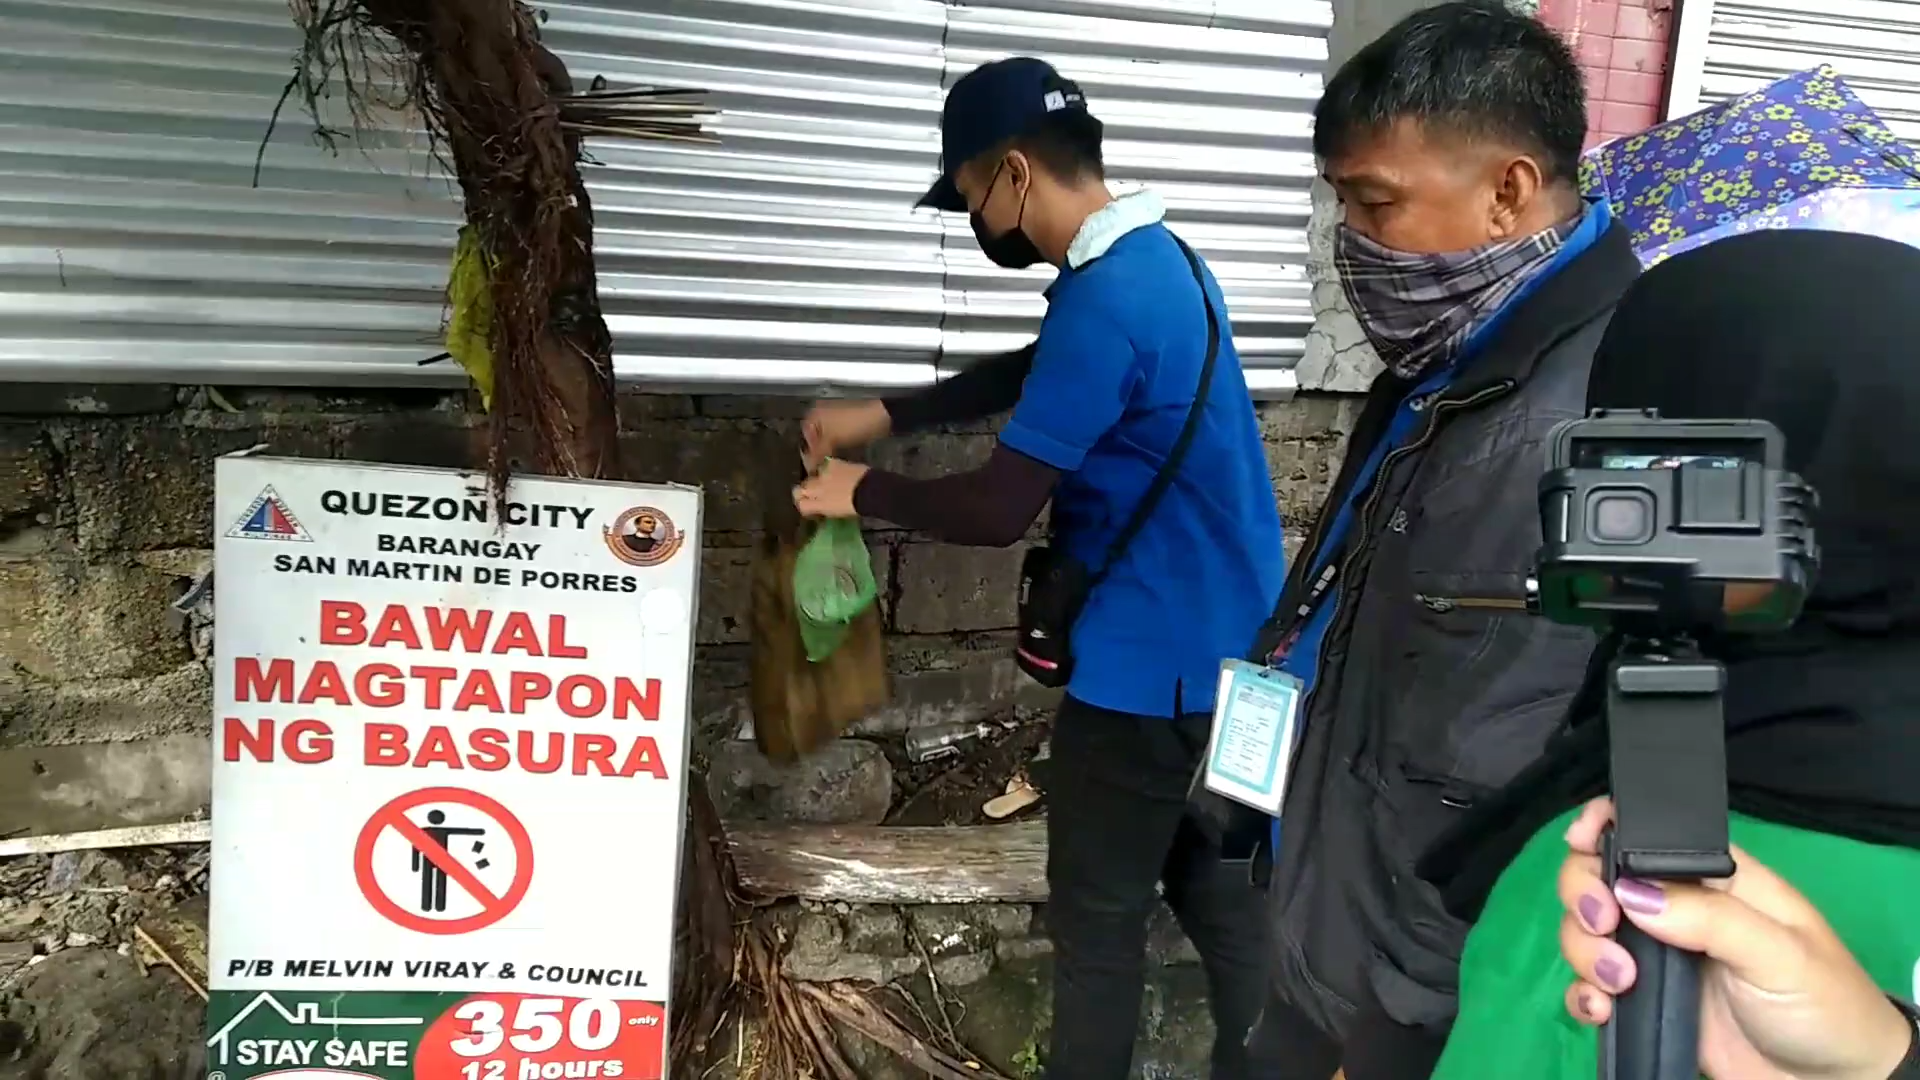 QUEZON CITY
BARANGAY
SAN MARTIN DE PORRES
BAWAL
MAGTAPON
NG BASURA
P/B MELVIN VIRAY & COUNCIL
STAY SAFE
350 only
12 hours